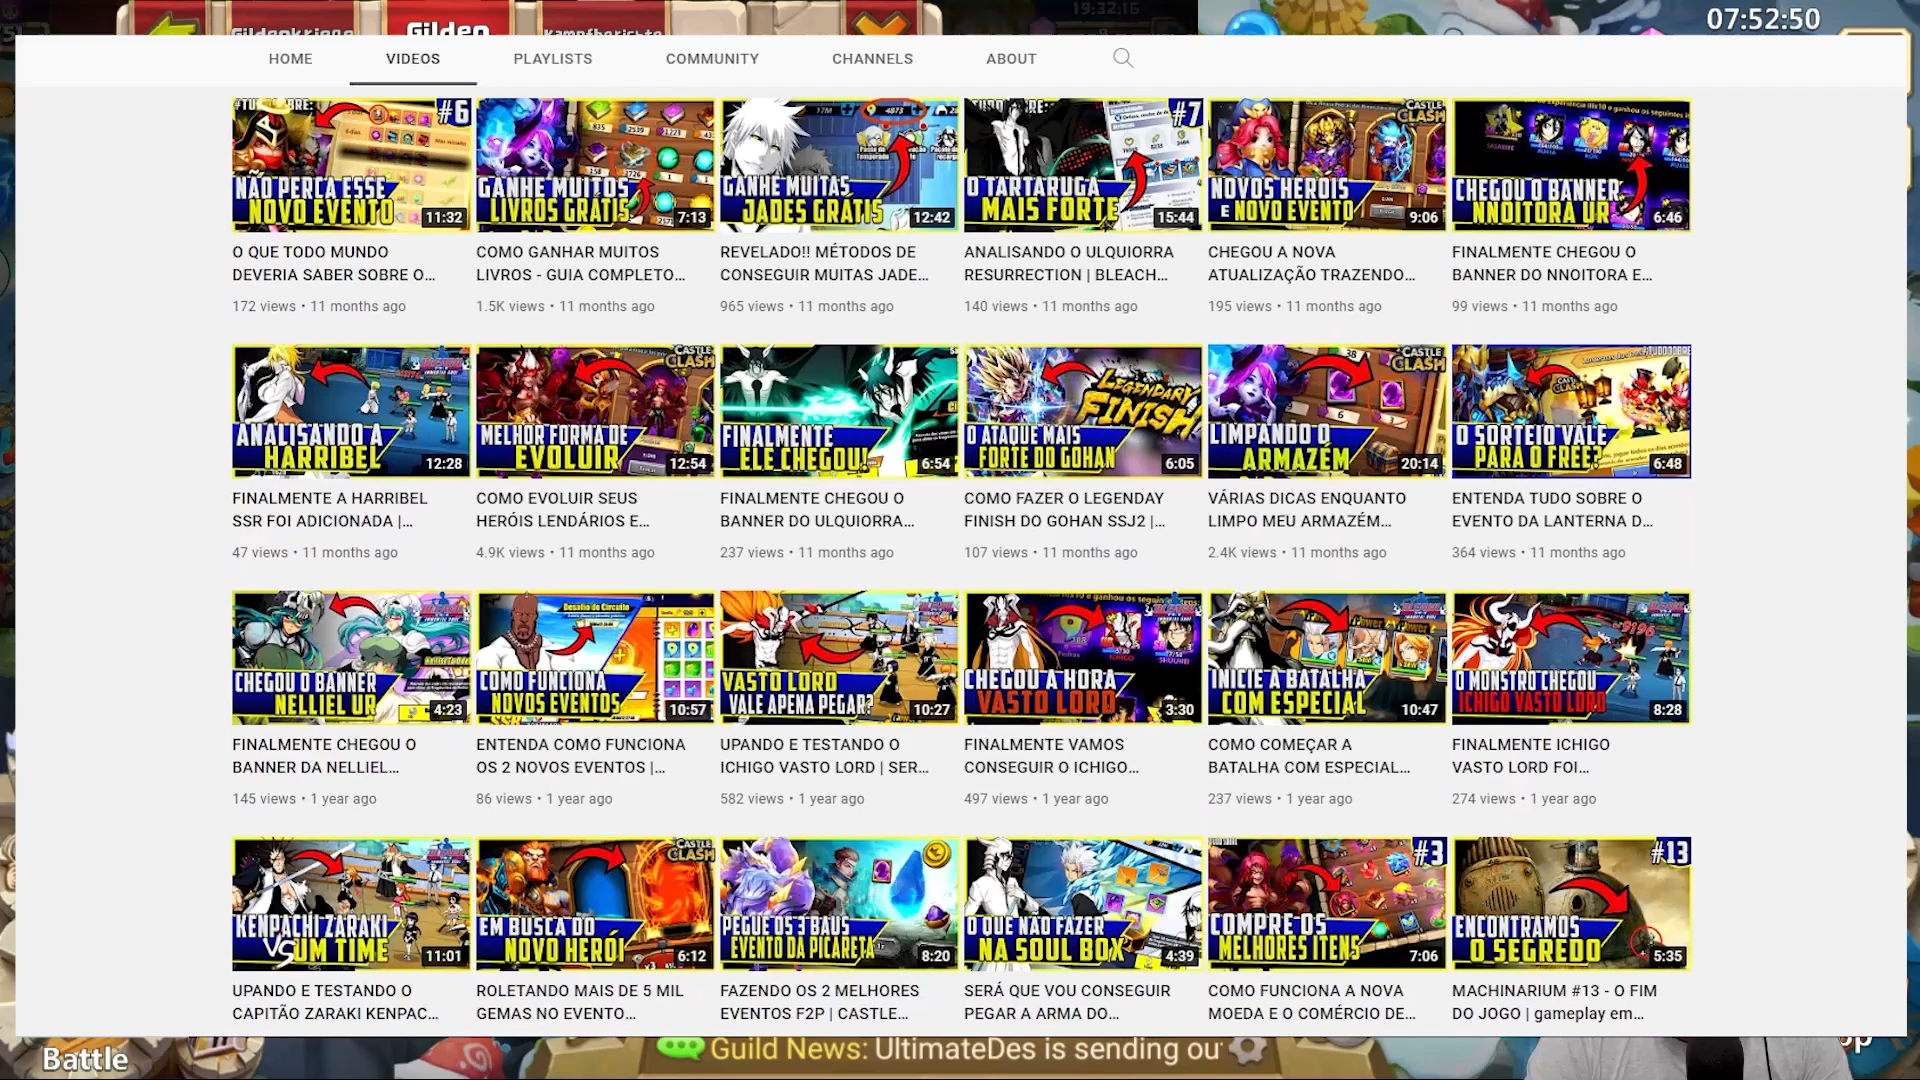 19:32:16
07:52:50
Gildenkriege
Gilden
Kampfberichte
HOME
VIDEOS
PLAYLISTS
COMMUNITY
CHANNELS
ABOUT
#6
NÃO PERCA ESSE
NOVO EVENTO
11:32
GANHE MUITOS
LIVROS GRÁTIS
7:13
GANHE MUITAS
JADES GRÁTIS
12:42
#7
O TARTARUGA
MAIS FORTE
15:44
CASTLE
CLASH
NOVOS HEROIS
E NOVO EVENTO
9:06
CHEGOU O BANNER
NNOITORA UR
6:46
O QUE TODO MUNDO
DEVERIA SABER SOBRE O...
172 views • 11 months ago
COMO GANHAR MUITOS
LIVROS - GUIA COMPLETO...
1.5K views • 11 months ago
REVELADO!! MÉTODOS DE
CONSEGUIR MUITAS JADE...
965 views • 11 months ago
ANALISANDO O ULQUIORRA
RESURRECTION | BLEACH...
140 views • 11 months ago
CHEGOU A NOVA
ATUALIZAÇÃO TRAZENDO...
195 views • 11 months ago
FINALMENTE CHEGOU O
BANNER DO NNOITORA E...
99 views • 11 months ago
ANALISANDO A
HARRIBEL
12:28
CASTLE
CLASH
MELHOR FORMA DE
EVOLUIR
12:54
FINALMENTE
ELE CHEGOU!
6:54
LEGENDARY
FINISH
O ATAQUE MAIS
FORTE DO GOHAN
6:05
CASTLE
CLASH
LIMPANDO O
ARMAZÉM
20:14
O SORTEIO VALE
PARA O FREE?
6:48
FINALMENTE A HARRIBEL
SSR FOI ADICIONADA |...
47 views • 11 months ago
COMO EVOLUIR SEUS
HERÓIS LENDÁRIOS E...
4.9K views • 11 months ago
FINALMENTE CHEGOU O
BANNER DO ULQUIORRA...
237 views • 11 months ago
COMO FAZER O LEGENDAY
FINISH DO GOHAN SSJ2 |...
107 views • 11 months ago
VÁRIAS DICAS ENQUANTO
LIMPO MEU ARMAZÉM...
2.4K views • 11 months ago
ENTENDA TUDO SOBRE O
EVENTO DA LANTERNA D...
364 views • 11 months ago
CHEGOU O BANNER
NELLIEL UR
4:23
Desafio de Circuito
COMO FUNCIONA
NOVOS EVENTOS
10:57
VASTO LORD
VALE APENA PEGAR?
10:27
CHEGOU A HORA
VASTO LORD
3:30
INICIE A BATALHA
COM ESPECIAL
10:47
-9196
O MONSTRO CHEGOU
ICHIGO VASTO LORD
8:28
FINALMENTE CHEGOU O
BANNER DA NELLIEL...
145 views • 1 year ago
ENTENDA COMO FUNCIONA
OS 2 NOVOS EVENTOS |...
86 views • 1 year ago
UPANDO E TESTANDO O
ICHIGO VASTO LORD | SER...
582 views • 1 year ago
FINALMENTE VAMOS
CONSEGUIR O ICHIGO...
497 views • 1 year ago
COMO COMEÇAR A
BATALHA COM ESPECIAL...
237 views • 1 year ago
FINALMENTE ICHIGO
VASTO LORD FOI...
274 views • 1 year ago
KENPACHI ZARAKI
VS UM TIME
11:01
CASTLE
CLASH
EM BUSCA DO
NOVO HERÓI
6:12
PEGUE OS 3 BAUS
EVENTO DA PICARETA
8:20
O QUE NÃO FAZER
NA SOUL BOX
4:39
#3
COMPRE OS
MELHORES ITENS
7:06
#13
ENCONTRAMOS
O SEGREDO
5:35
UPANDO E TESTANDO O
CAPITÃO ZARAKI KENPAC...
ROLETANDO MAIS DE 5 MIL
GEMAS NO EVENTO...
FAZENDO OS 2 MELHORES
EVENTOS F2P | CASTLE...
SERÁ QUE VOU CONSEGUIR
PEGAR A ARMA DO...
COMO FUNCIONA A NOVA
MOEDA E O COMÉRCIO DE...
MACHINARIUM #13 - O FIM
DO JOGO | gameplay em...
Battle
Guild News: UltimateDes is sending ou